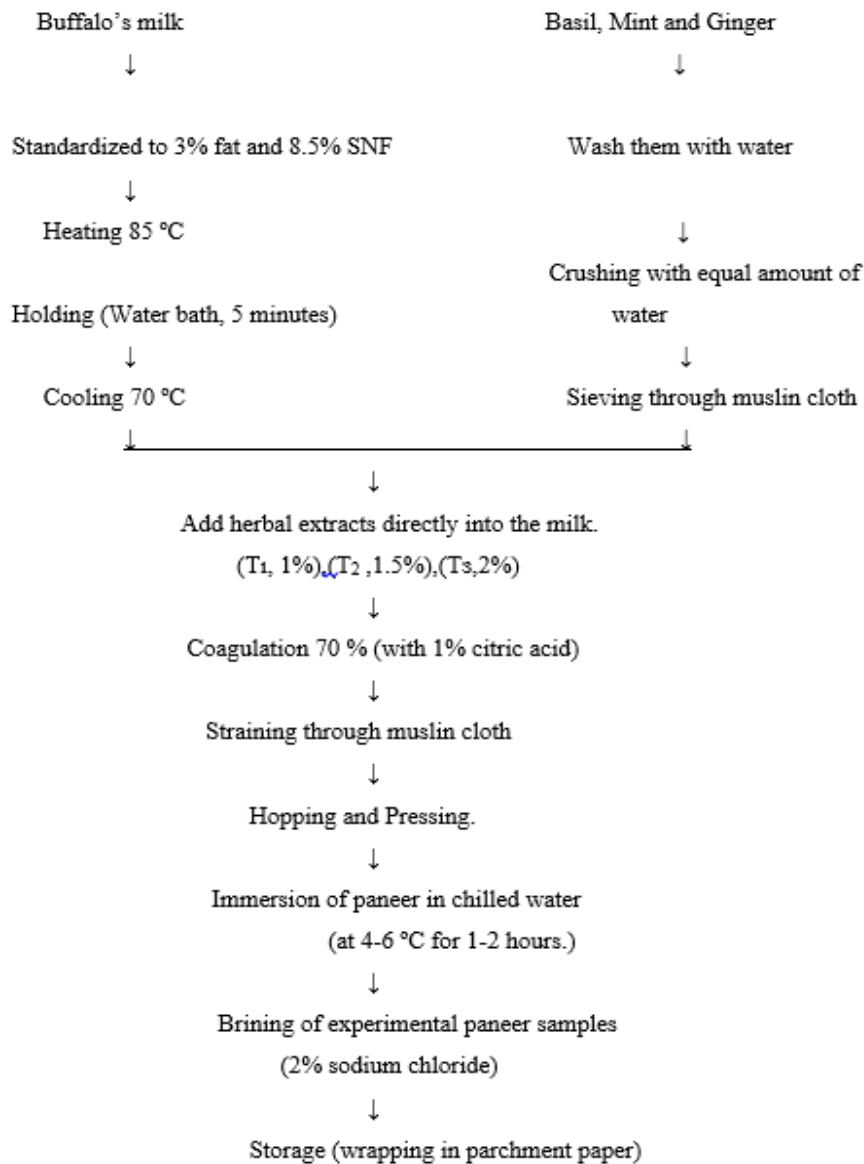 Buffalo's milk
↓
Standardized to 3% fat and 8.5% SNF
↓
Heating 85 ºC
Holding (Water bath, 5 minutes)
↓
Cooling 70 ºC
↓
Basil, Mint and Ginger
↓
Wash them with water
↓
Crushing with equal amount of
water
↓
Sieving through muslin cloth
↓
↓
Add herbal extracts directly into the milk.
(T₁, 1%),(T₂ ,1.5%),(T₃,2%)
↓
Coagulation 70 % (with 1% citric acid)
↓
Straining through muslin cloth
↓
Hopping and Pressing.
↓
Immersion of paneer in chilled water
(at 4-6 ºC for 1-2 hours.)
↓
Brining of experimental paneer samples
(2% sodium chloride)
↓
Storage (wrapping in parchment paper)